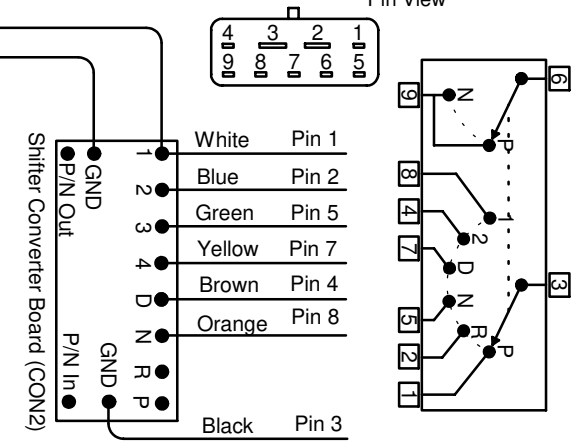 Pin View
4 3 2 1
9 8 7 6 5
White Pin 1
Blue Pin 2
Green Pin 5
Yellow Pin 7
Brown Pin 4
Orange Pin 8
Black Pin 3
Shifter Converter Board (CON2)
P/N Out
GND
1
2
3
4
D
N
R
P
P/N In
GND
9
N
P
6
8
4
7
5
2
1
1
2
D
N
R
P
3